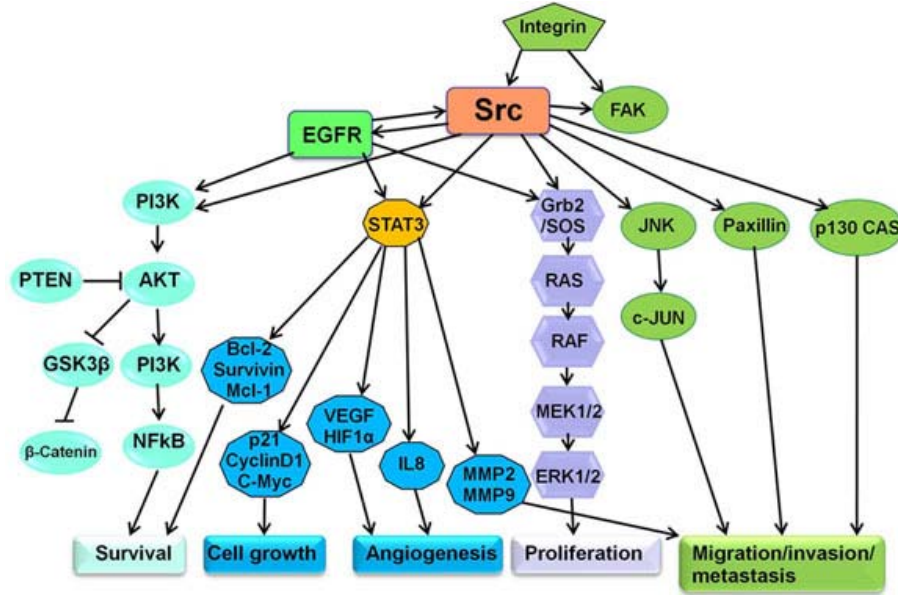 Integrin
Src
FAK
EGFR
PI3K
STAT3
Grb2
/SOS
JNK
Paxillin
p130 CAS
PTEN
AKT
RAS
c-JUN
GSK3β
PI3K
Bcl-2
Survivin
Mcl-1
RAF
β-Catenin
NFkB
p21
CyclinD1
C-Myc
VEGF
HIF1α
IL8
MMP2
MMP9
MEK1/2
ERK1/2
Survival
Cell growth
Angiogenesis
Proliferation
Migration/invasion/
metastasis